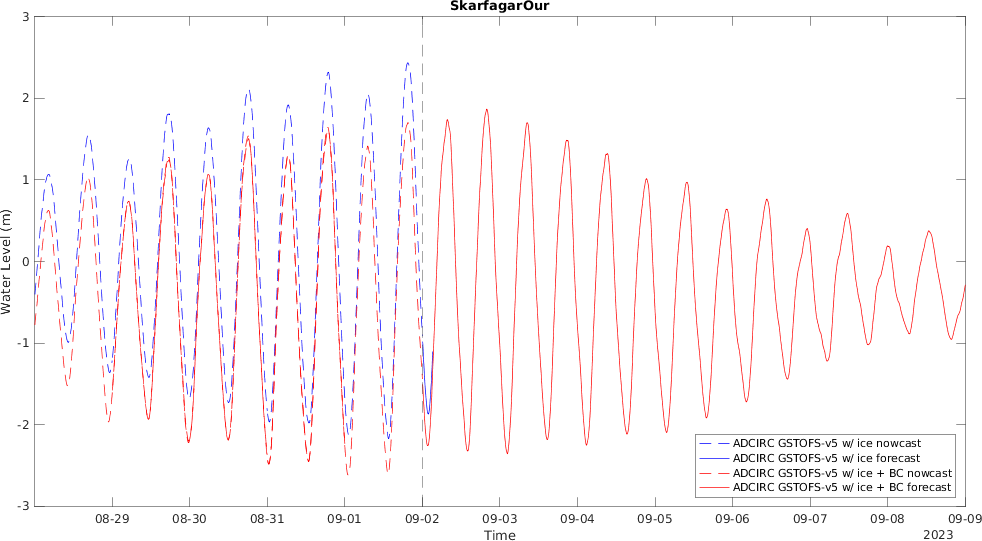 SkarfagarOur
3
2
1
0
-1
-2
-3
Water Level (m)
ADCIRC GSTOFS-v5 w/ ice nowcast
ADCIRC GSTOFS-v5 w/ ice forecast
ADCIRC GSTOFS-v5 w/ ice + BC nowcast
ADCIRC GSTOFS-v5 w/ ice + BC forecast
08-29 08-30 08-31 09-01 09-02 09-03 09-04 09-05 09-06 09-07 09-08 09-09
Time
2023